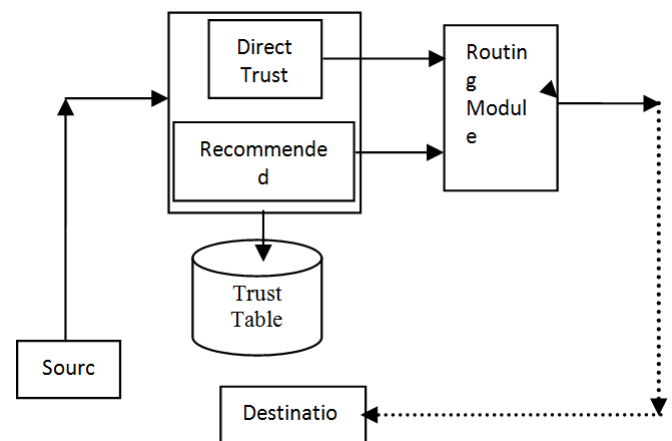 Direct
Trust
Recommende
d
Routin
g
Modul
e
Trust
Table
Sourc
Destinatio